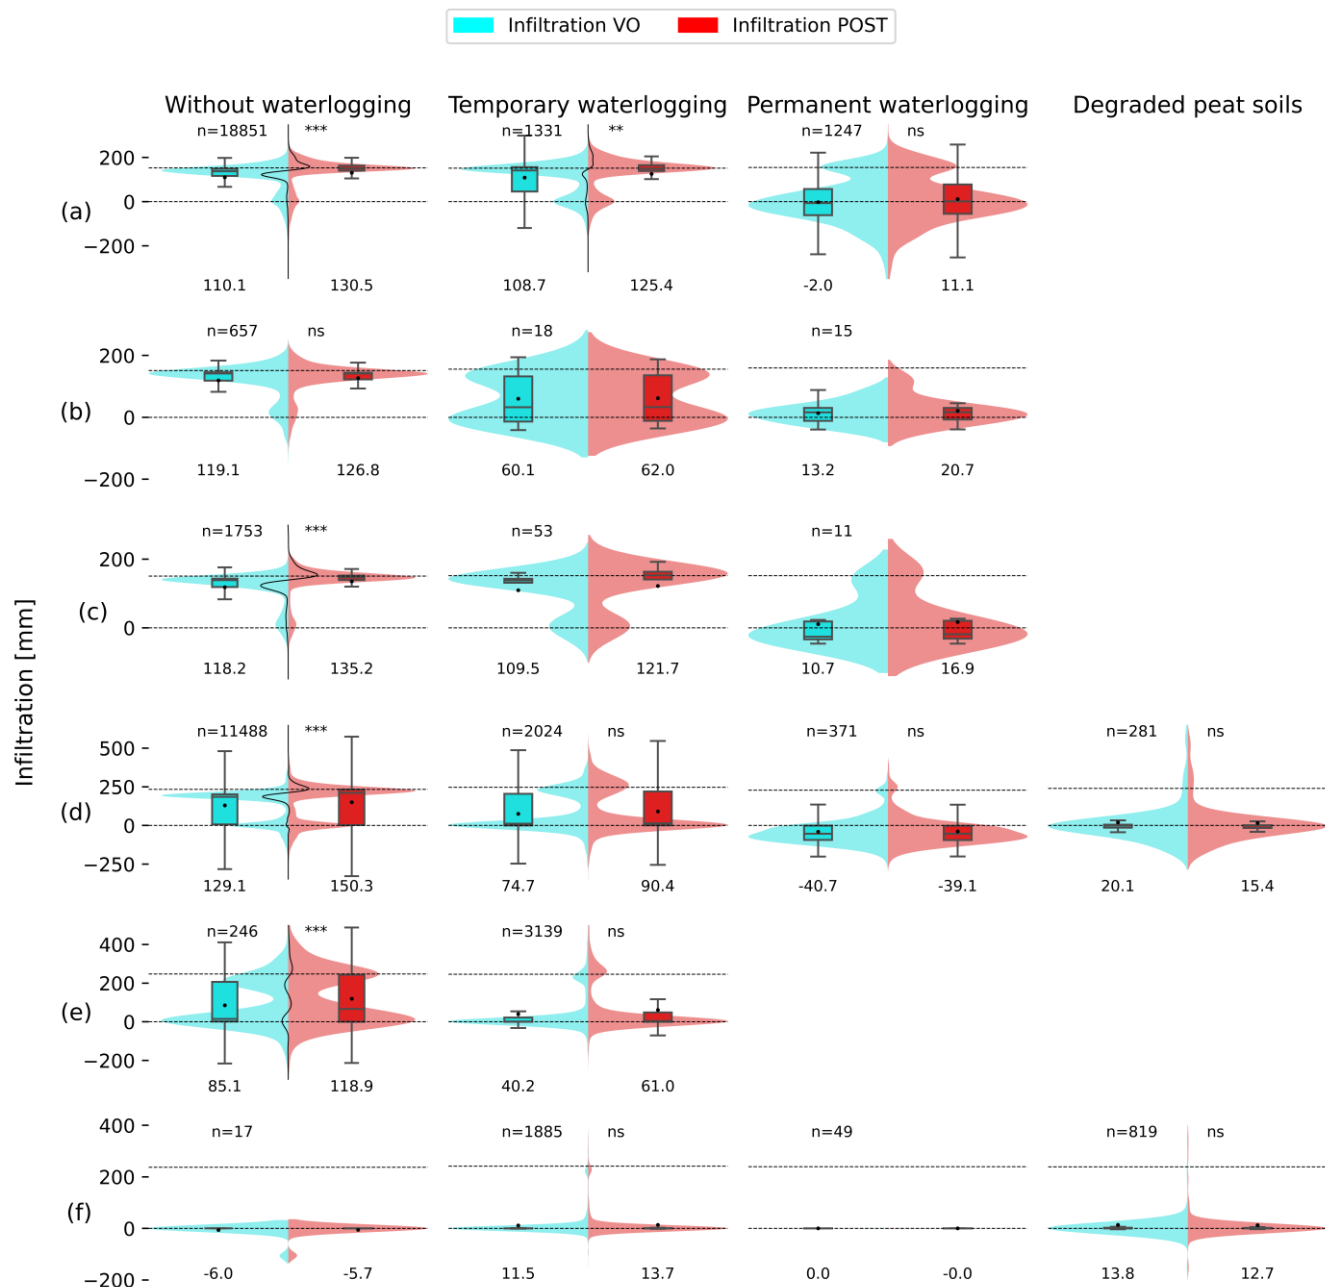 Infiltration VO Infiltration POST
Without waterlogging Temporary waterlogging Permanent waterlogging Degraded peat soils
n=18851 *** n=1331 ** n=1247 ns
200
0
−200
(a)
110.1 130.5 108.7 125.4 -2.0 11.1
n=657 ns n=18 n=15
200
0
−200
(b)
119.1 126.8 60.1 62.0 13.2 20.7
n=1753 *** n=53 n=11
200
0
(c)
118.2 135.2 109.5 121.7 10.7 16.9
Infiltration [mm]
n=11488 *** n=2024 ns n=371 ns n=281 ns
500
250
0
−250
(d)
129.1 150.3 74.7 90.4 -40.7 -39.1 20.1 15.4
n=246 *** n=3139 ns
400
200
0
−200
(e)
85.1 118.9 40.2 61.0
n=17 n=1885 ns n=49 n=819 ns
400
200
0
−200
(f)
-6.0 -5.7 11.5 13.7 0.0 -0.0 13.8 12.7